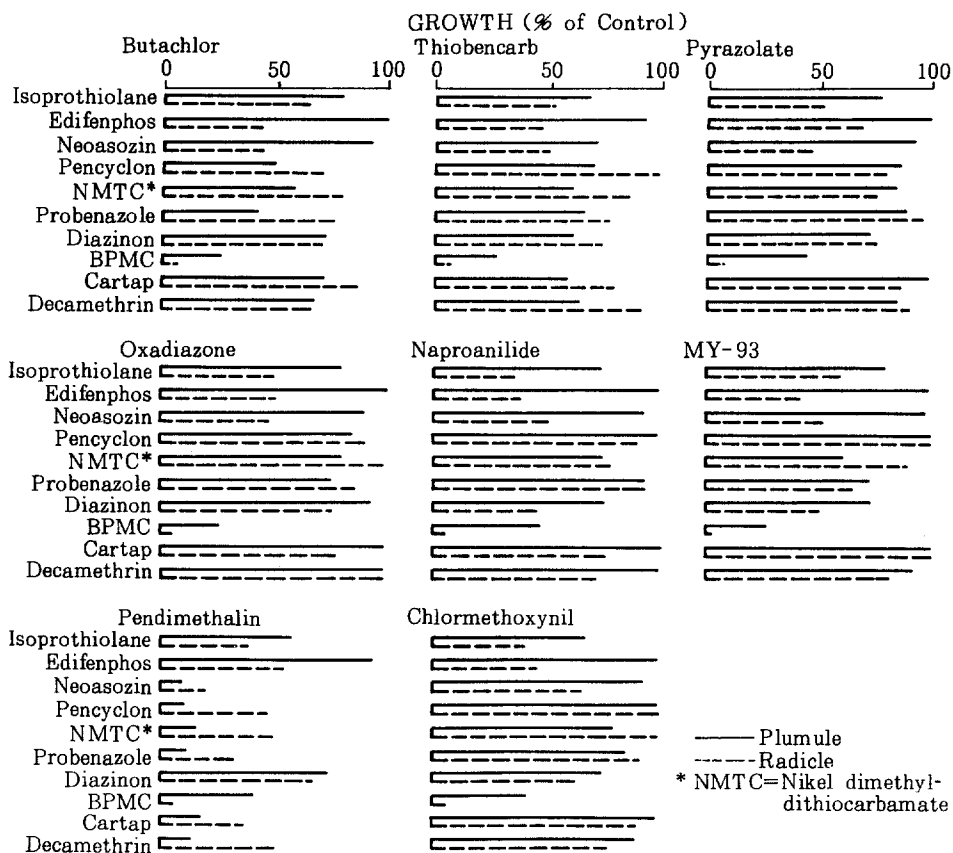 GROWTH (% of Control)
Butachlor Thiobencarb Pyrazolate
0 50 100 0 50 100 0 50 100
Isoprothiolane
Edifenphos
Neoasozin
Pencyclon
NMTC*
Probenazole
Diazinon
BPMC
Cartap
Decamethrin
Oxadiazone Naproanilide MY-93
Isoprothiolane
Edifenphos
Neoasozin
Pencyclon
NMTC*
Probenazole
Diazinon
BPMC
Cartap
Decamethrin
Pendimethalin Chlormethoxynil
Isoprothiolane
Edifenphos
Neoasozin
Pencyclon
NMTC*
Probenazole
Diazinon
BPMC
Cartap
Decamethrin
Plumule
Radicle
* NMTC=Nikel dimethyl-
dithiocarbamate